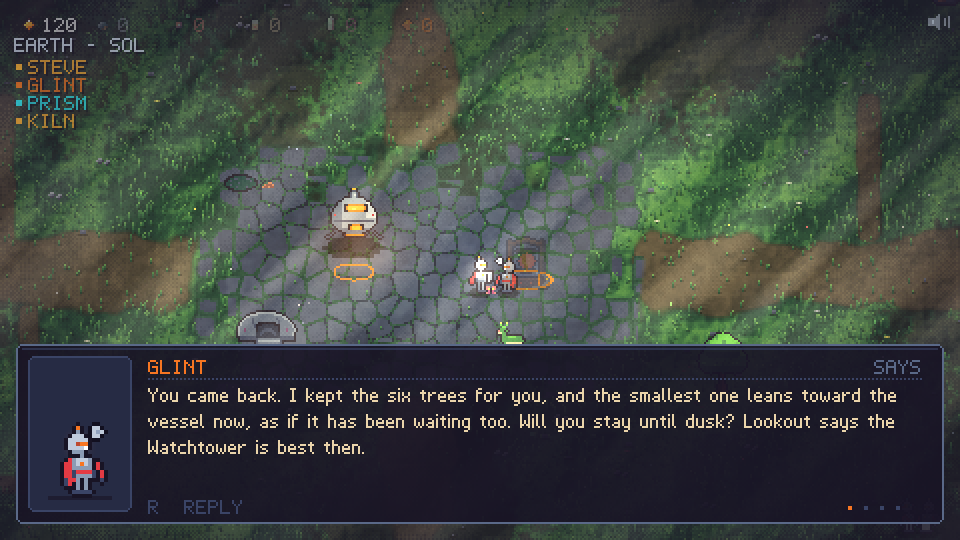 120 0 0 0 0 0
EARTH - SOL
STEVE
GLINT
PRISM
KILN
GLINT SAYS
You came back. I kept the six trees for you, and the smallest one leans toward the
vessel now, as if it has been waiting too. Will you stay until dusk? Lookout says the
Watchtower is best then.
R REPLY